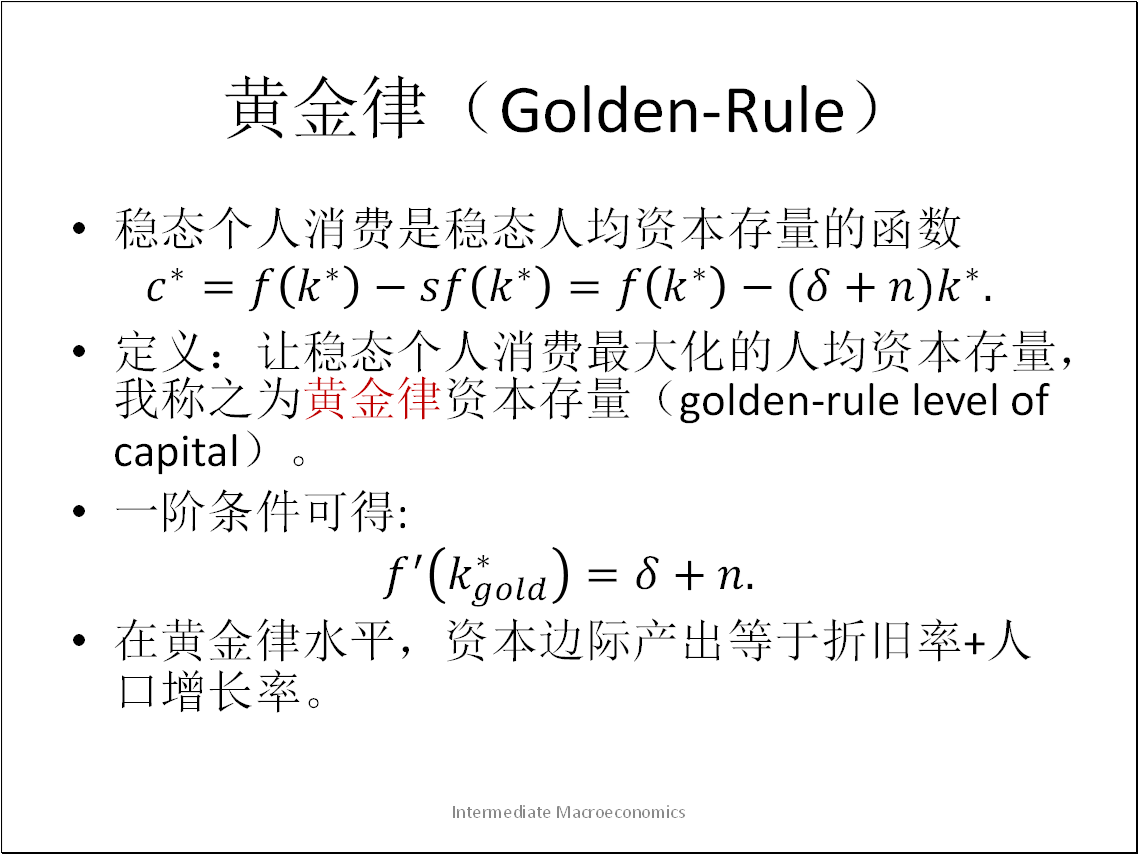 黄金律（Golden-Rule）
• 稳态个人消费是稳态人均资本存量的函数
c* = f(k*) − sf(k*) = f(k*) − (δ + n)k*.
• 定义：让稳态个人消费最大化的人均资本存量，
我称之为黄金律资本存量（golden-rule level of
capital）。
• 一阶条件可得:
f′(k*_gold) = δ + n.
• 在黄金律水平，资本边际产出等于折旧率+人
口增长率。
Intermediate Macroeconomics